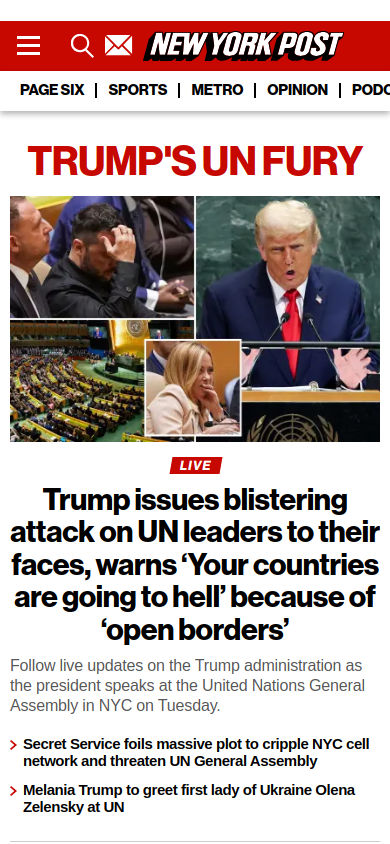 NEW YORK POST
PAGE SIX | SPORTS | METRO | OPINION | PODC
TRUMP'S UN FURY
LIVE
Trump issues blistering
attack on UN leaders to their
faces, warns ‘Your countries
are going to hell’ because of
‘open borders’
Follow live updates on the Trump administration as
the president speaks at the United Nations General
Assembly in NYC on Tuesday.
Secret Service foils massive plot to cripple NYC cell
network and threaten UN General Assembly
Melania Trump to greet first lady of Ukraine Olena
Zelensky at UN